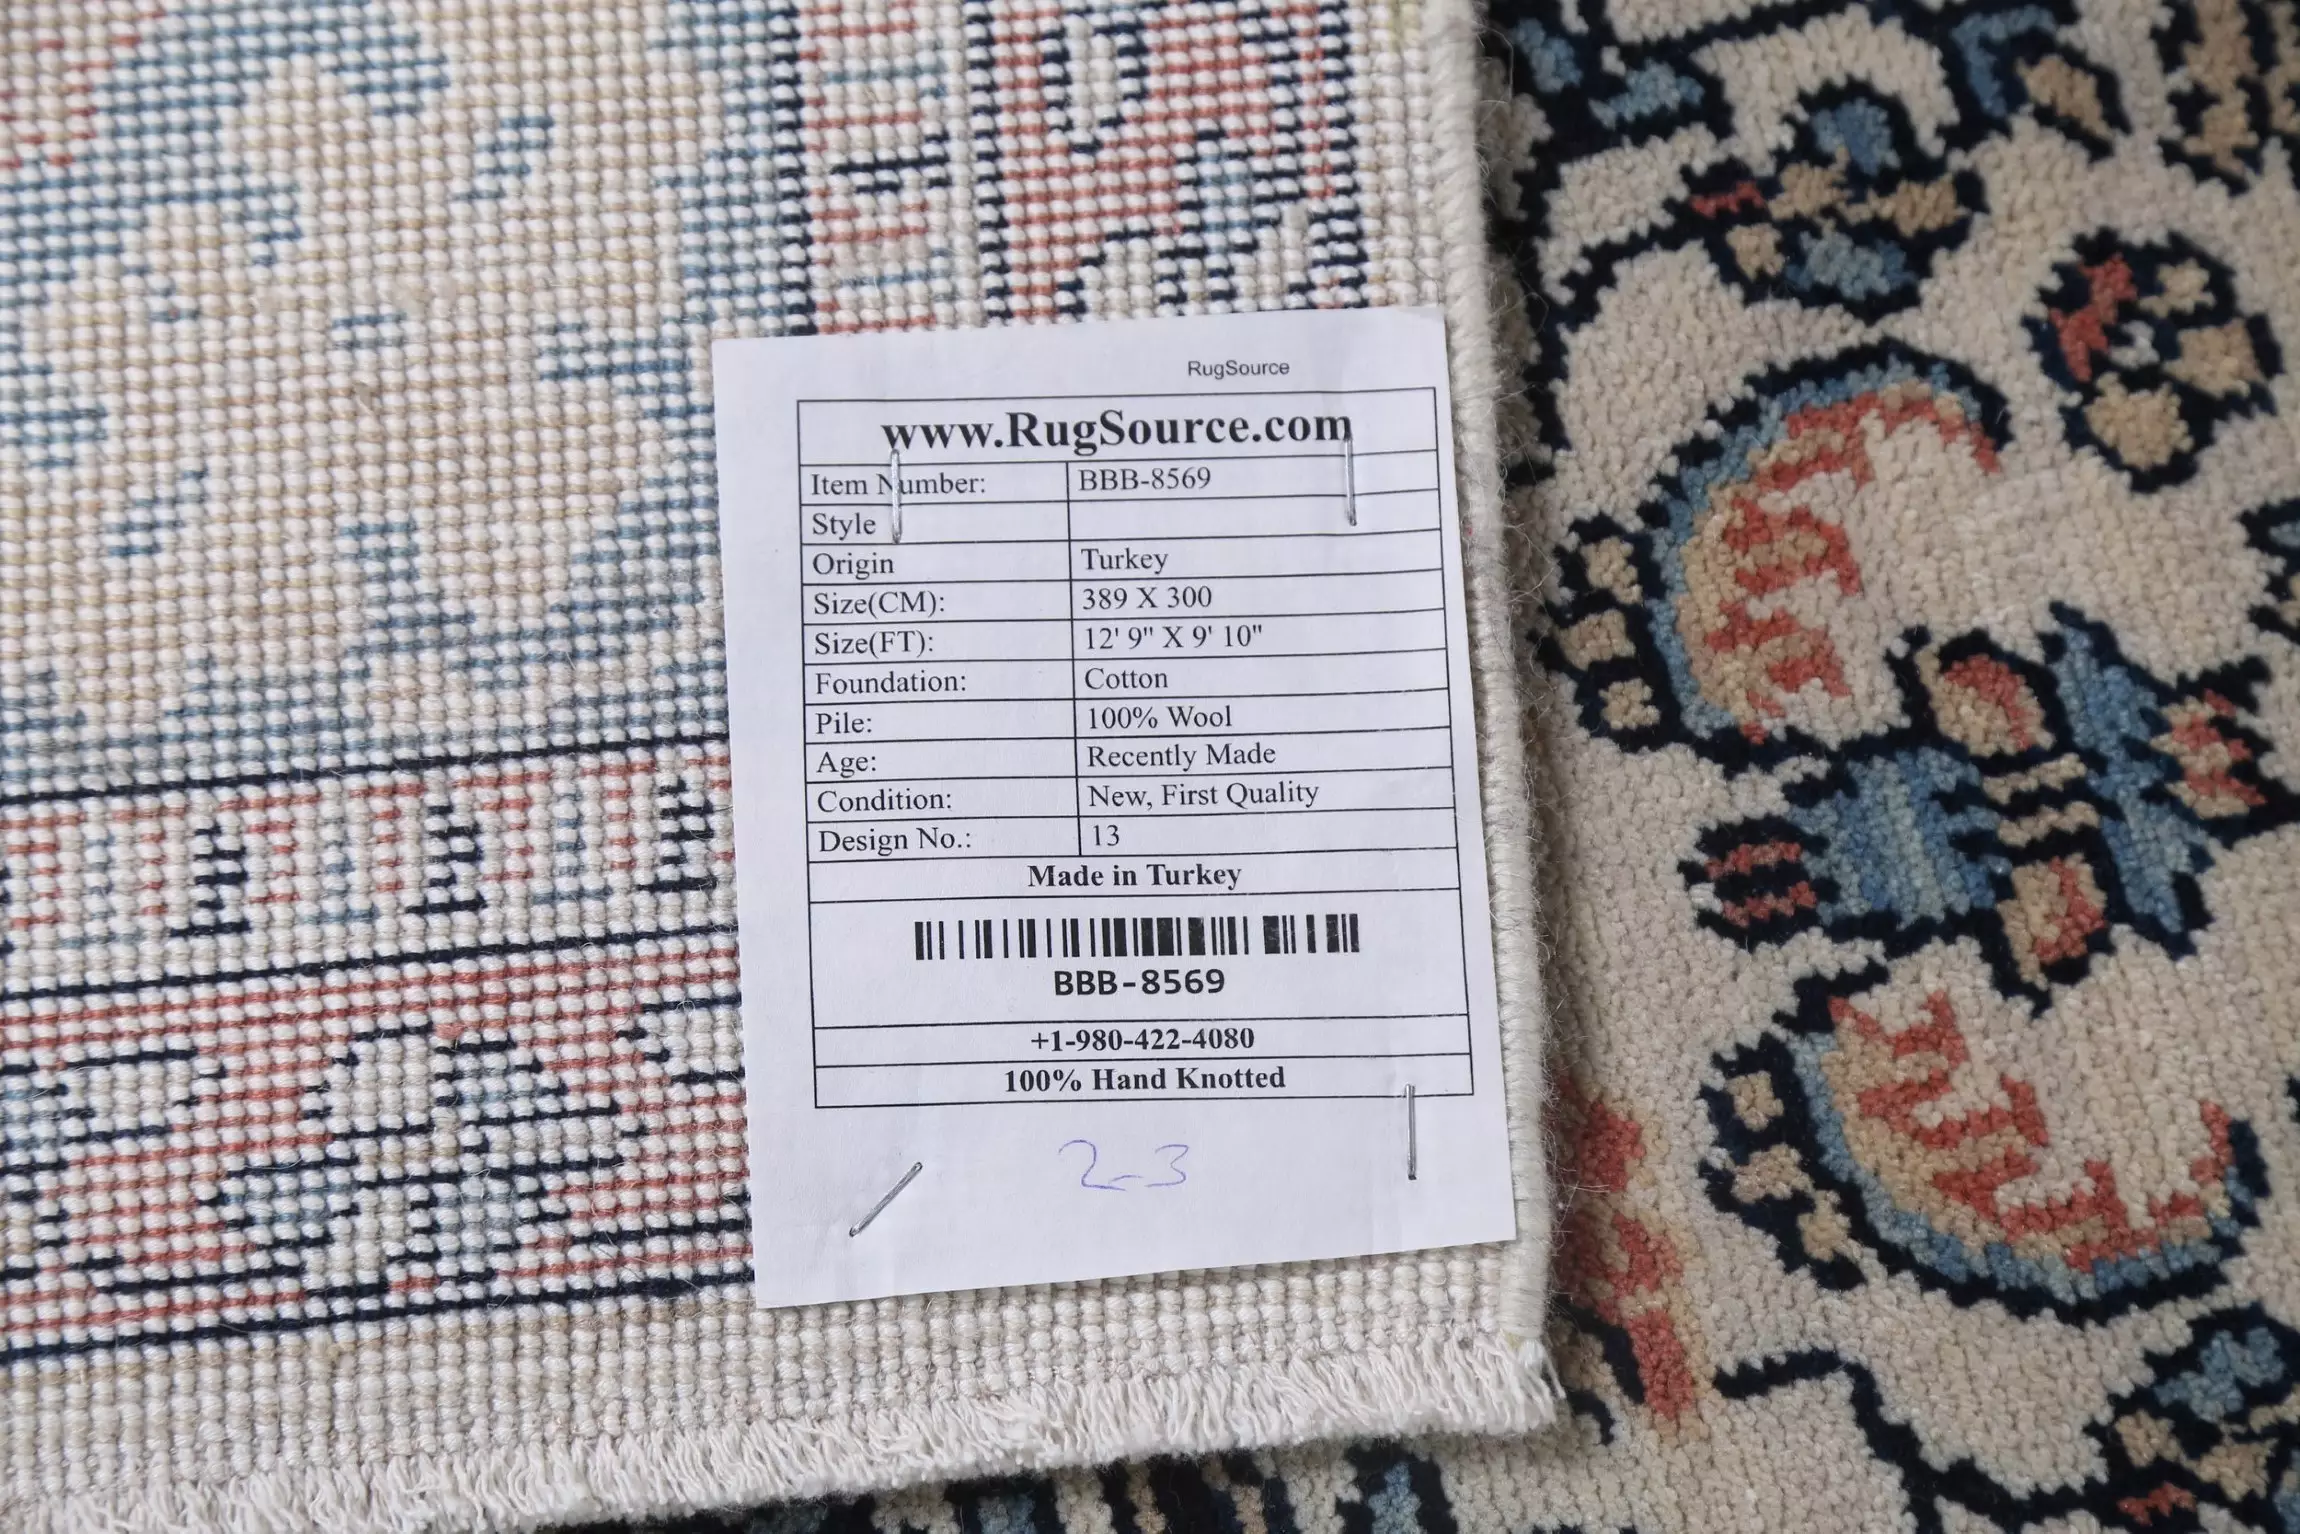 RugSource
www.RugSource.com
Item Number: BBB-8569
Style
Origin Turkey
Size(CM): 389 X 300
Size(FT): 12' 9" X 9' 10"
Foundation: Cotton
Pile: 100% Wool
Age: Recently Made
Condition: New, First Quality
Design No.: 13
Made in Turkey
BBB-8569
+1-980-422-4080
100% Hand Knotted
2-3